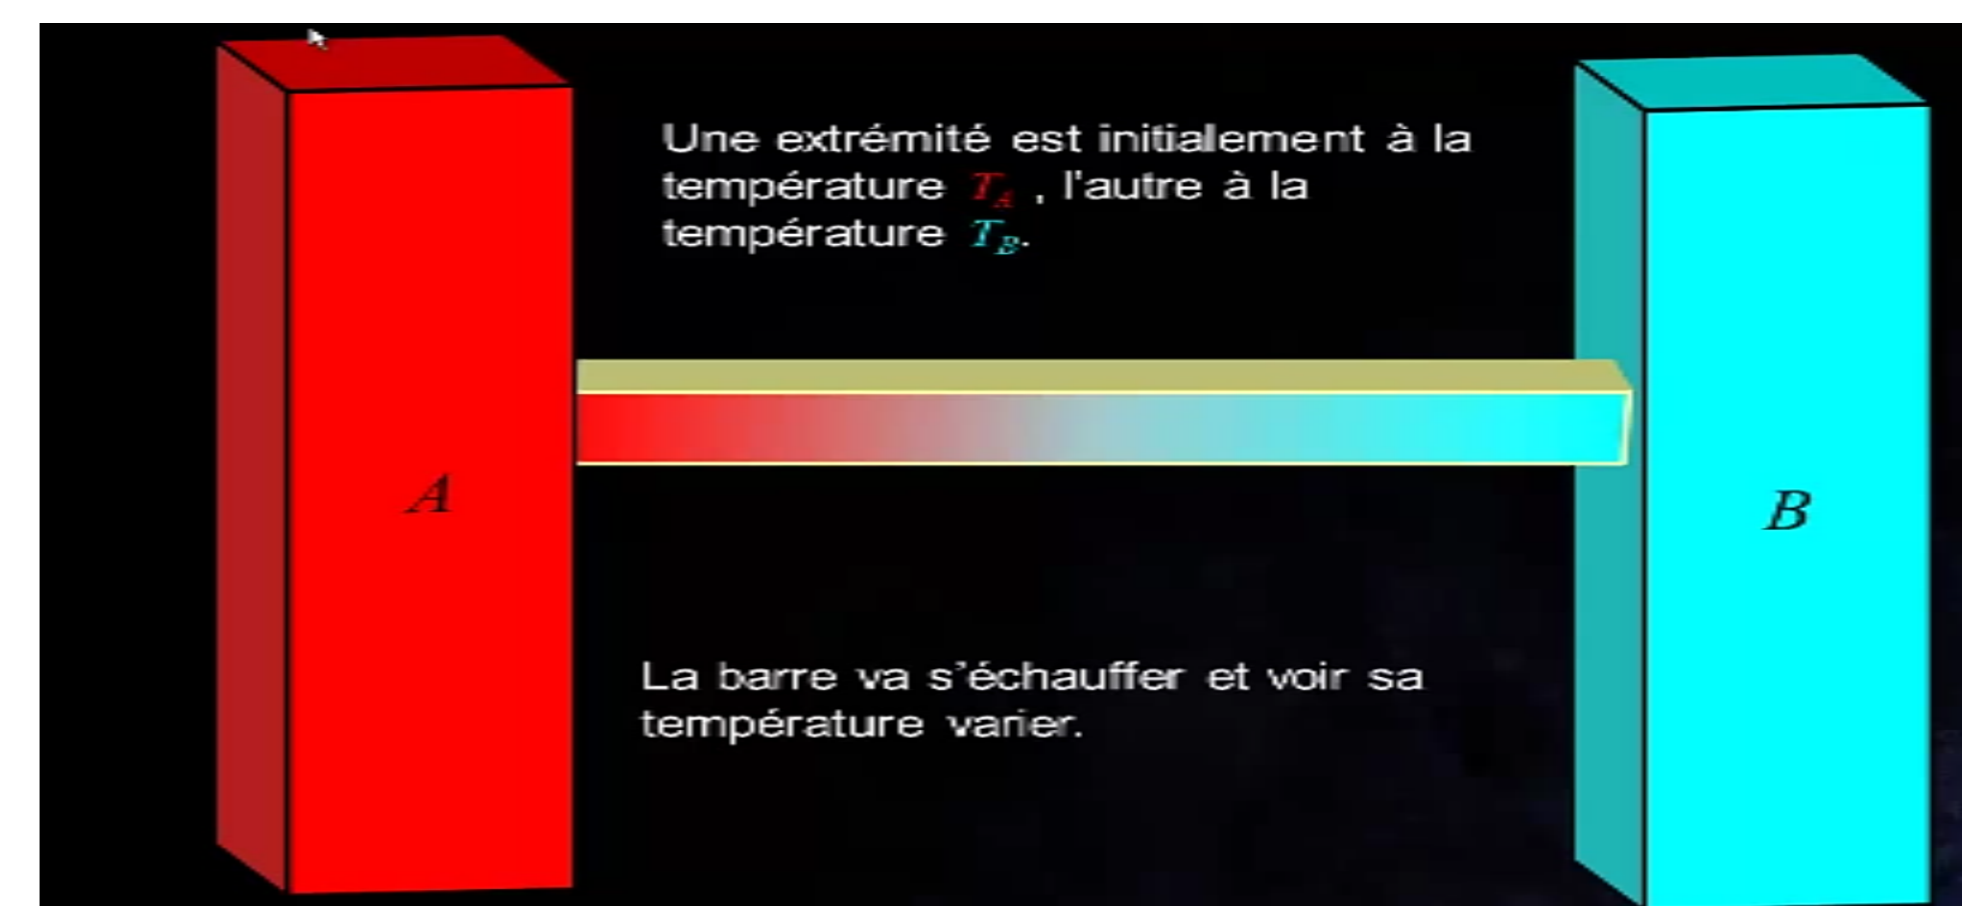 Une extrémité est initialement à la
température T_A , l'autre à la
température T_B.
A
B
La barre va s'échauffer et voir sa
température varier.